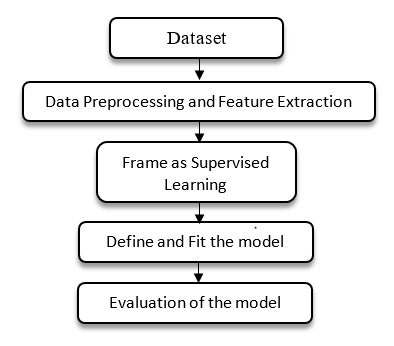 Dataset
Data Preprocessing and Feature Extraction
Frame as Supervised
Learning
Define and Fit the model
Evaluation of the model